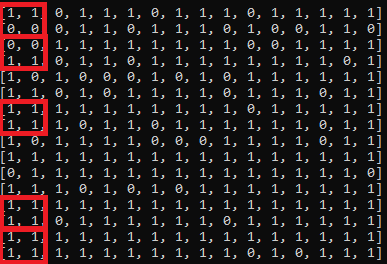 [1, 1, 0, 1, 1, 1, 0, 1, 1, 1, 0, 1, 1, 1, 1, 1]
[0, 0, 0, 1, 1, 0, 1, 1, 1, 0, 1, 0, 0, 1, 1, 0]
[0, 0, 1, 1, 1, 1, 1, 1, 1, 1, 0, 0, 1, 1, 1, 1]
[1, 1, 0, 1, 1, 0, 1, 1, 1, 1, 1, 1, 1, 1, 0, 1]
[1, 0, 1, 0, 0, 0, 1, 0, 1, 0, 1, 1, 1, 1, 1, 1]
[1, 1, 0, 1, 0, 1, 1, 1, 1, 0, 1, 1, 1, 0, 1, 1]
[1, 1, 1, 1, 1, 1, 1, 1, 1, 1, 0, 1, 1, 1, 1, 1]
[1, 1, 1, 0, 1, 1, 0, 1, 1, 1, 1, 1, 1, 0, 1, 1]
[1, 0, 1, 1, 1, 1, 0, 0, 0, 1, 1, 1, 1, 0, 1, 1]
[1, 1, 1, 1, 1, 1, 1, 1, 1, 1, 1, 1, 1, 1, 1, 1]
[0, 1, 1, 1, 1, 1, 1, 1, 1, 1, 1, 1, 1, 1, 1, 0]
[1, 1, 1, 0, 1, 0, 1, 0, 1, 1, 1, 1, 1, 1, 1, 1]
[1, 1, 1, 1, 1, 1, 1, 1, 1, 1, 1, 1, 1, 1, 1, 1]
[1, 1, 0, 1, 1, 1, 1, 1, 1, 0, 1, 1, 1, 1, 1, 1]
[1, 1, 1, 1, 1, 1, 1, 1, 1, 1, 1, 1, 1, 1, 1, 1]
[1, 1, 1, 1, 1, 1, 1, 1, 1, 1, 0, 1, 0, 1, 1, 1]